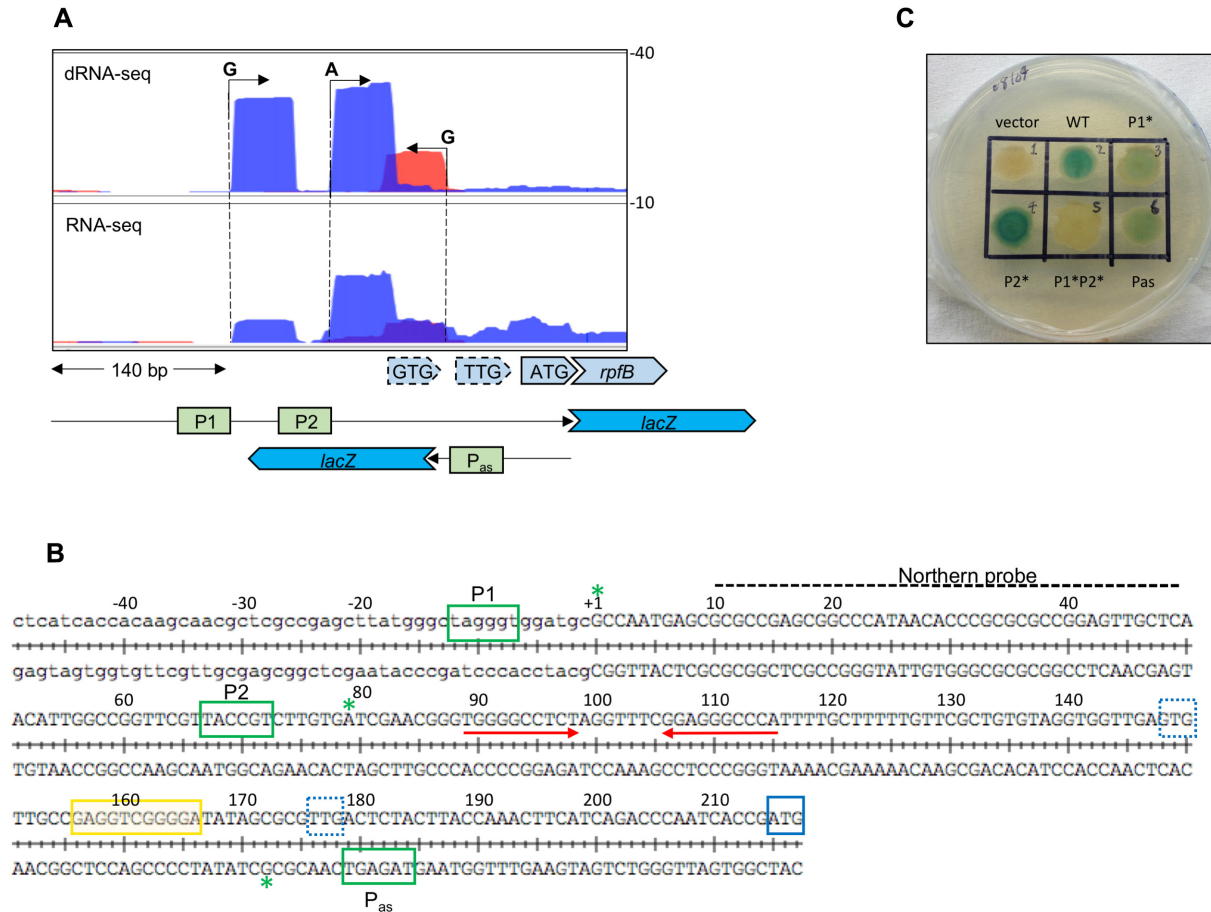 A
dRNA-seq
G
A
G
-40
RNA-seq
-10
140 bp
GTG
TTG
ATG
rpfB
P1
P2
lacZ
lacZ
Pas
C
vector WT P1*
1 2 3
4 5 6
P2* P1*P2* Pas
B
Northern probe
-40 -30 -20 P1 +1 * 10 20 30 40
ctcatcaccacaagcaacgctcgccgagcttatgggctagggtggatgcGCCAATGAGCGCGCCGAGCGGCCCATAACACCCGCGCGCCGGAGTTGCTCA
gagtagtggtgttcgttgcgagcggctcgaatacccgatcccacctacgCGGTTACTCGCGCGGCTCGCCGGGTATTGTGGGCGCGCGGCCTCAACGAGT
60 P2 * 80 90 100 110 120 130 140
ACATTGGCCGGTTCGTTACCGTCTTGTGATCGAACGGGTGGGGCCTCTAGGTTTCGGAGGGCCCATTTTGCTTTTTGTTCGCTGTGTAGGTGGTTGAGTG
TGTAACCGGCCAAGCAATGGCAGAACACTAGCTTGCCCACCCCGGAGATCCAAAGCCTCCCGGGTAAAACGAAAAACAAGCGACACATCCACCAACTCAC
160 170 180 190 200 210
TTGCCGAGGTCGGGGATATAGCGCGTTGACTCTACTTACCAAACTTCATCAGACCCAATCACCGATG
AACGGCTCCAGCCCCTATATCGCGCAACTGAGATGAATGGTTTGAAGTAGTCTGGGTTAGTGGCTAC
*
Pas